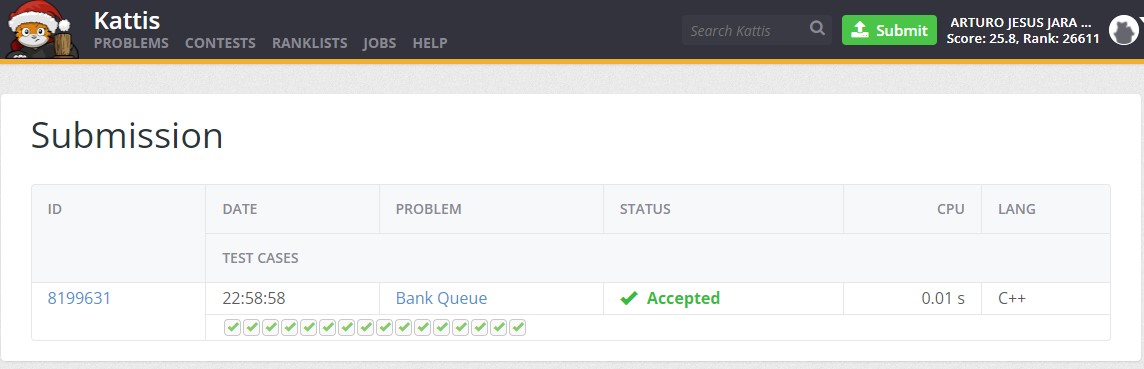 Kattis
PROBLEMS CONTESTS RANKLISTS JOBS HELP
Search Kattis
Submit
ARTURO JESUS JARA ...
Score: 25.8, Rank: 26611
Submission
ID DATE PROBLEM STATUS CPU LANG
TEST CASES
8199631 22:58:58 Bank Queue Accepted 0.01 s C++